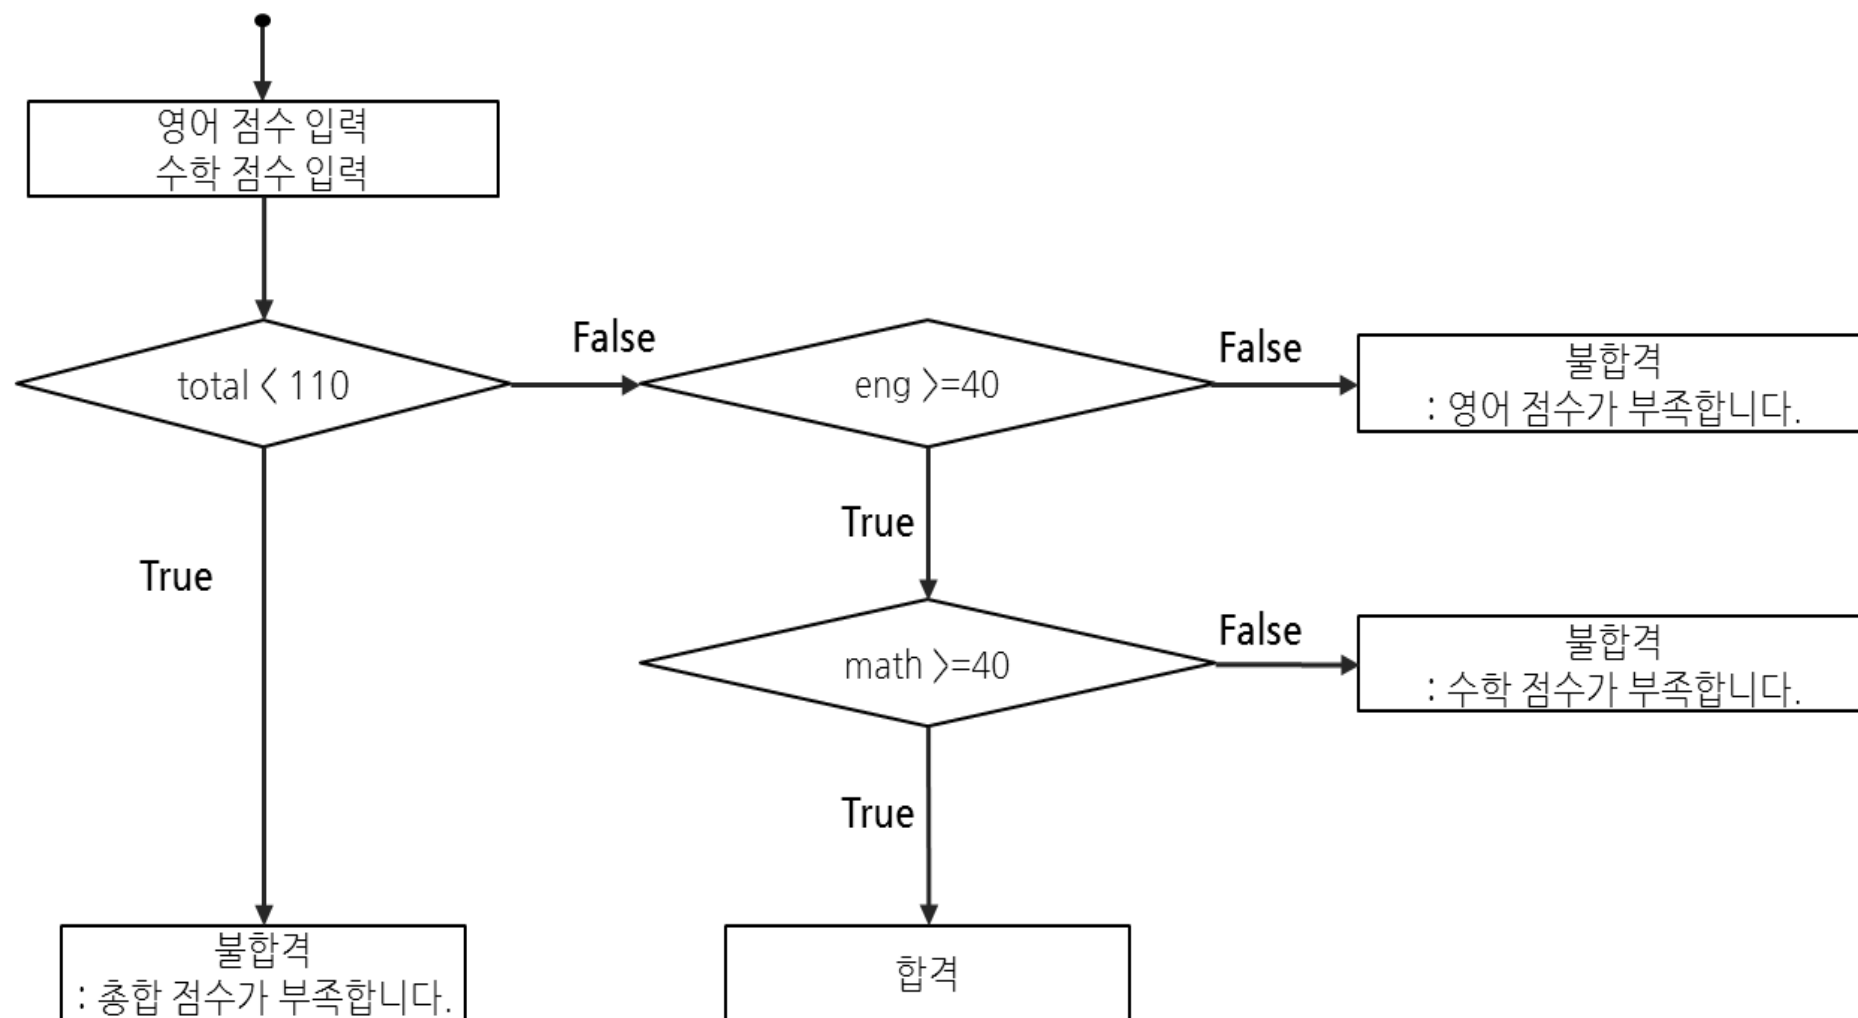 영어 점수 입력
수학 점수 입력
total < 110
False
eng >=40
False
불합격
: 영어 점수가 부족합니다.
True
True
math >=40
False
불합격
: 수학 점수가 부족합니다.
True
불합격
: 총합 점수가 부족합니다.
합격